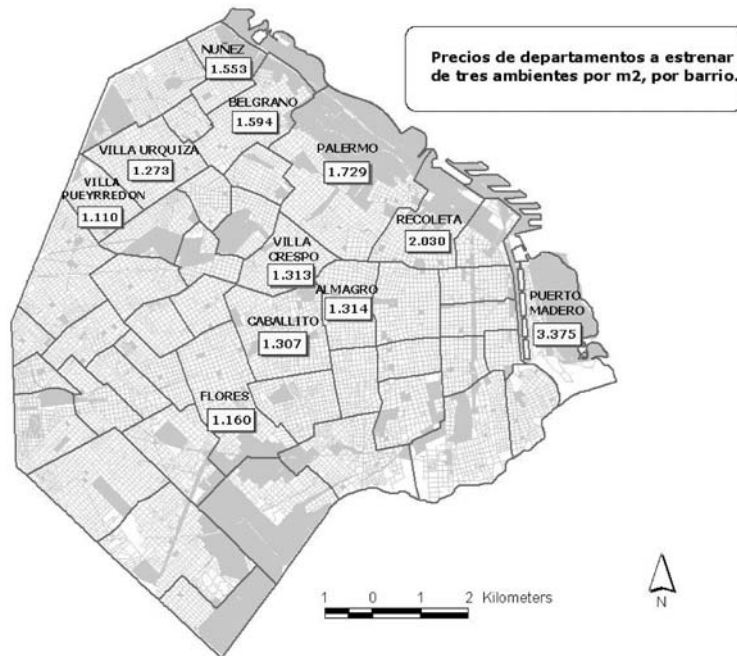 Precios de departamentos a estrenar
de tres ambientes por m2, por barrio.
NUÑEZ
1.553
BELGRANO
1.594
VILLA URQUIZA
1.273
PALERMO
1.729
VILLA
PUEYRREDON
1.110
RECOLETA
2.030
VILLA
CRESPO
1.313
ALMAGRO
1.314
PUERTO
MADERO
3.375
CABALLITO
1.307
FLORES
1.160
1 0 1 2 Kilometers
N